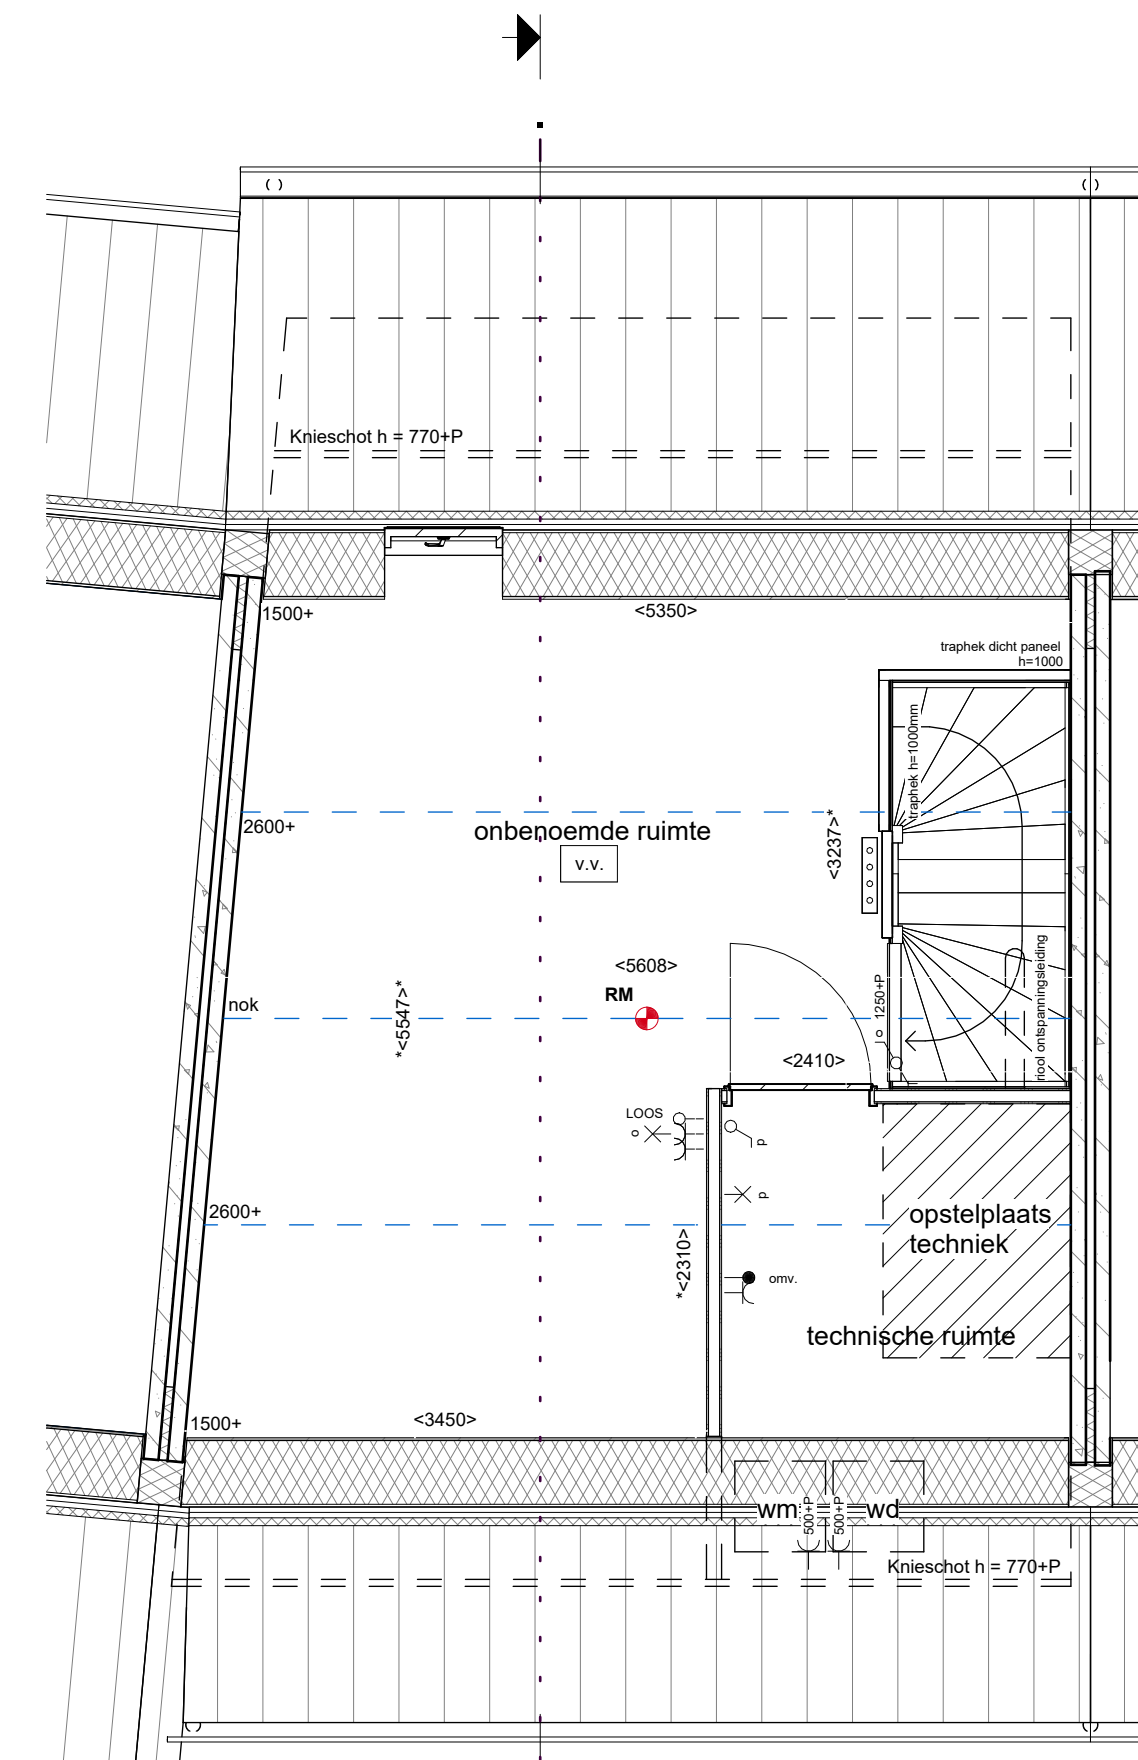 Knieschot h = 770+P
1500+
<5350>
traphek dicht paneel
h=1000
traphek h=1000mm
2600+
onbenoemde ruimte
v.v.
<3237>*
<5608>
RM
nok
*<5547>*
o 1250+P
riool ontspanningsleiding
<2410>
LOOS
o
p
p
2600+
opstelplaats
techniek
*<2310>
omv.
technische ruimte
1500+
<3450>
wm
500+P
500+P
wd
Knieschot h = 770+P